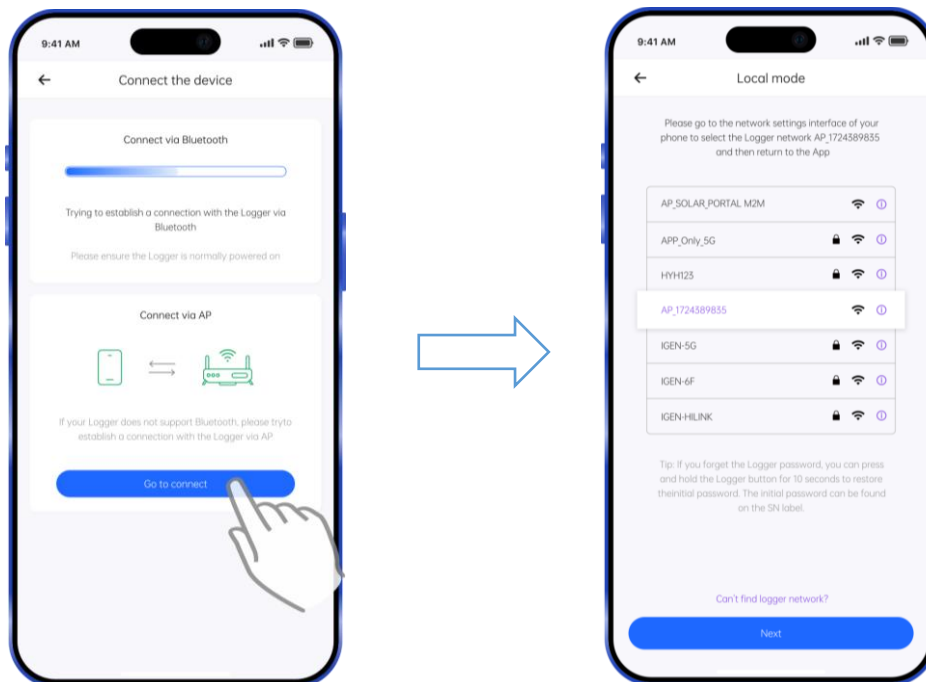 9:41 AM
Connect the device
Connect via Bluetooth
Trying to establish a connection with the Logger via
Bluetooth
Please ensure the Logger is normally powered on
Connect via AP
If your Logger does not support Bluetooth, please tryto
establish a connection with the Logger via AP
Go to connect
9:41 AM
Local mode
Please go to the network settings interface of your
phone to select the Logger network AP_1724389835
and then return to the App
AP_SOLAR_PORTAL M2M
APP_Only_5G
HYH123
AP_1724389835
IGEN-5G
IGEN-6F
IGEN-HILINK
Tip: If you forget the Logger password, you can press
and hold the Logger button for 10 seconds to restore
theinitial password. The initial password can be found
on the SN label.
Can't find logger network?
Next